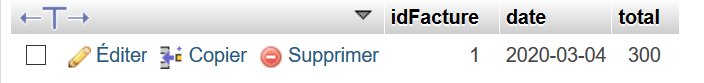 idFacture date total
Éditer Copier Supprimer 1 2020-03-04 300